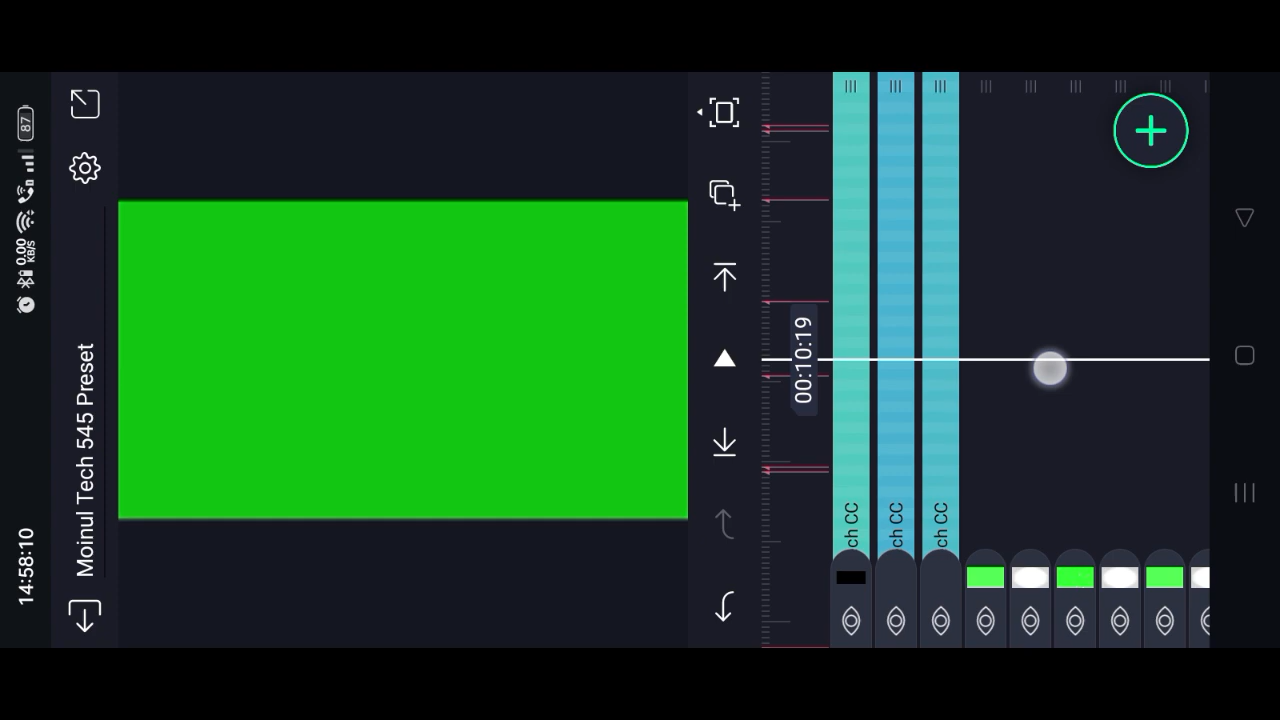 14:58:10
0.00
KB/S
87
Moinul Tech 545 Preset
00:10:19
ch CC
ch CC
ch CC